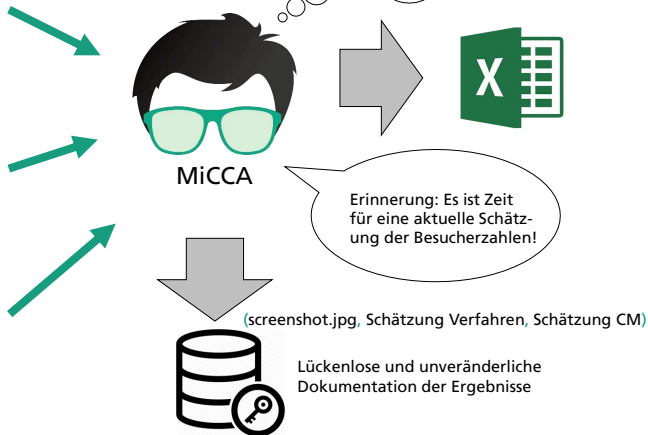 X
MiCCA
Erinnerung: Es ist Zeit
für eine aktuelle Schätz-
ung der Besucherzahlen!
(screenshot.jpg, Schätzung Verfahren, Schätzung CM)
Lückenlose und unveränderliche
Dokumentation der Ergebnisse